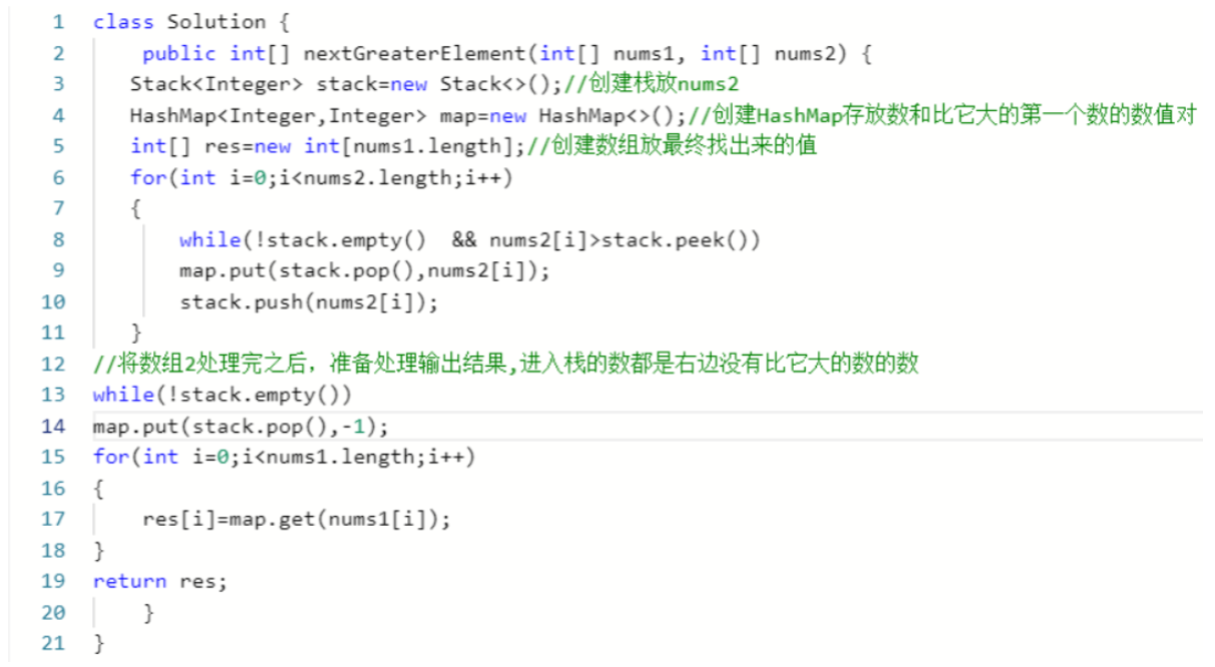 1 class Solution {
2     public int[] nextGreaterElement(int[] nums1, int[] nums2) {
3    Stack<Integer> stack=new Stack<>();//创建栈放nums2
4    HashMap<Integer,Integer> map=new HashMap<>();//创建HashMap存放数和比它大的第一个数的数值对
5    int[] res=new int[nums1.length];//创建数组放最终找出来的值
6    for(int i=0;i<nums2.length;i++)
7    {
8        while(!stack.empty()  && nums2[i]>stack.peek())
9        map.put(stack.pop(),nums2[i]);
10        stack.push(nums2[i]);
11    }
12 //将数组2处理完之后，准备处理输出结果,进入栈的数都是右边没有比它大的数的数
13 while(!stack.empty())
14 map.put(stack.pop(),-1);
15 for(int i=0;i<nums1.length;i++)
16 {
17     res[i]=map.get(nums1[i]);
18 }
19 return res;
20     }
21 }